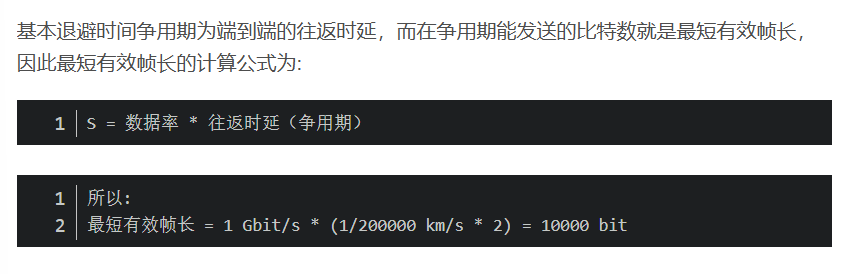 基本退避时间争用期为端到端的往返时延，而在争用期能发送的比特数就是最短有效帧长，
因此最短有效帧长的计算公式为:
1 S = 数据率 * 往返时延（争用期）
1 所以:
2 最短有效帧长 = 1 Gbit/s * (1/200000 km/s * 2) = 10000 bit